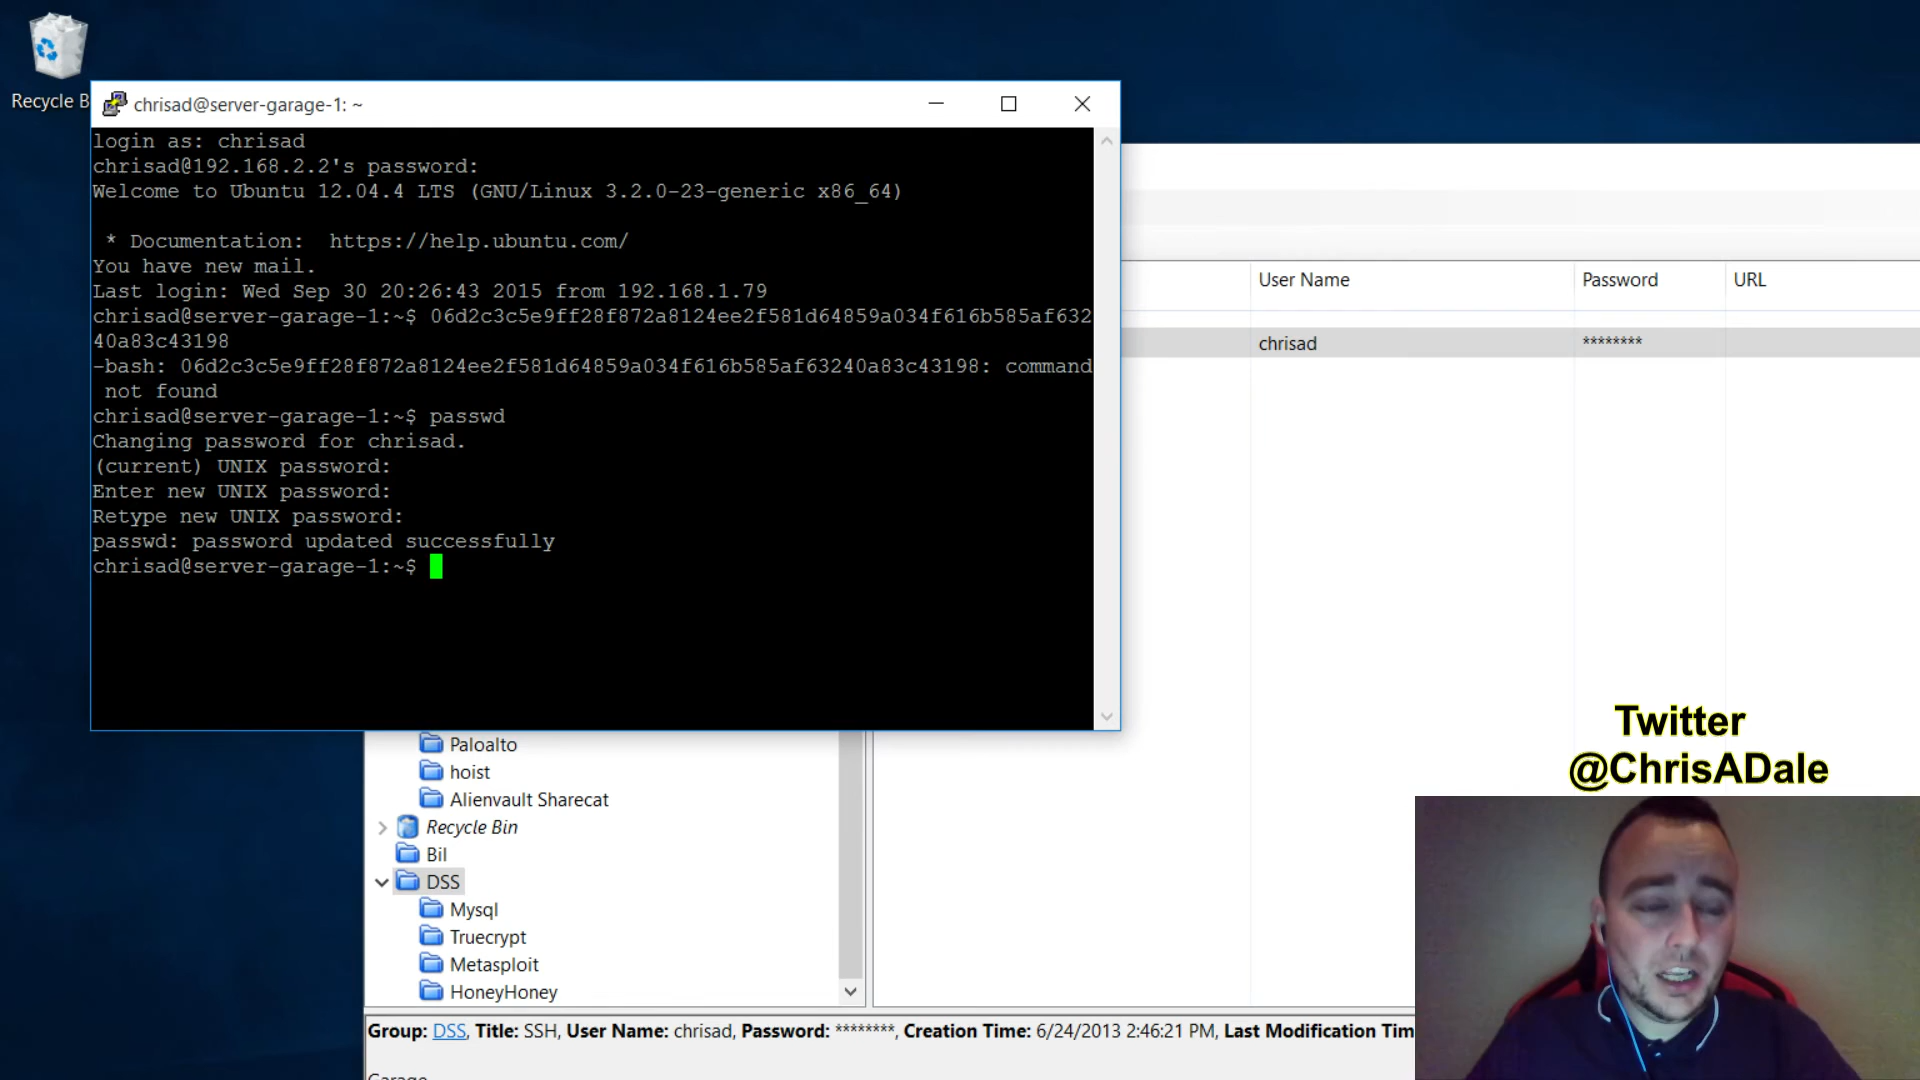 Recycle B
chrisad@server-garage-1: ~
login as: chrisad
chrisad@192.168.2.2's password:
Welcome to Ubuntu 12.04.4 LTS (GNU/Linux 3.2.0-23-generic x86_64)
* Documentation:  https://help.ubuntu.com/
You have new mail.
Last login: Wed Sep 30 20:26:43 2015 from 192.168.1.79
chrisad@server-garage-1:~$ 06d2c3c5e9ff28f872a8124ee2f581d64859a034f616b585af632
40a83c43198
-bash: 06d2c3c5e9ff28f872a8124ee2f581d64859a034f616b585af63240a83c43198: command
not found
chrisad@server-garage-1:~$ passwd
Changing password for chrisad.
(current) UNIX password:
Enter new UNIX password:
Retype new UNIX password:
passwd: password updated successfully
chrisad@server-garage-1:~$
User Name Password URL
chrisad ********
Paloalto
hoist
Alienvault Sharecat
Recycle Bin
Bil
DSS
Mysql
Truecrypt
Metasploit
HoneyHoney
Group: DSS, Title: SSH, User Name: chrisad, Password: ********, Creation Time: 6/24/2013 2:46:21 PM, Last Modification Tim
Garage
Twitter
@ChrisADale